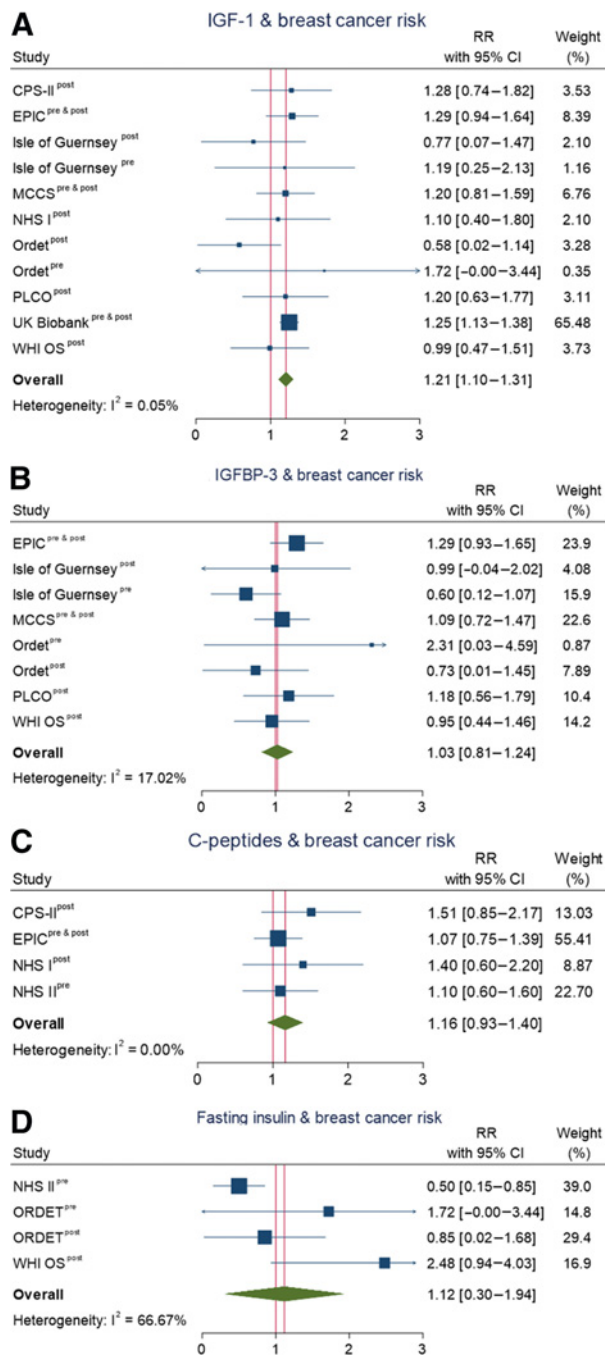 A
IGF-1 & breast cancer risk
RR Weight
Study with 95% CI (%)
CPS-II post 1.28 [0.74–1.82] 3.53
EPIC pre & post 1.29 [0.94–1.64] 8.39
Isle of Guernsey post 0.77 [0.07–1.47] 2.10
Isle of Guernsey pre 1.19 [0.25–2.13] 1.16
MCCS pre & post 1.20 [0.81–1.59] 6.76
NHS I post 1.10 [0.40–1.80] 2.10
Ordet post 0.58 [0.02–1.14] 3.28
Ordet pre 1.72 [-0.00–3.44] 0.35
PLCO post 1.20 [0.63–1.77] 3.11
UK Biobank pre & post 1.25 [1.13–1.38] 65.48
WHI OS post 0.99 [0.47–1.51] 3.73
Overall 1.21 [1.10–1.31]
Heterogeneity: I² = 0.05%
0 1 2 3
B
IGFBP-3 & breast cancer risk
RR Weight
Study with 95% CI (%)
EPIC pre & post 1.29 [0.93–1.65] 23.9
Isle of Guernsey post 0.99 [-0.04–2.02] 4.08
Isle of Guernsey pre 0.60 [0.12–1.07] 15.9
MCCS pre & post 1.09 [0.72–1.47] 22.6
Ordet pre 2.31 [0.03–4.59] 0.87
Ordet post 0.73 [0.01–1.45] 7.89
PLCO post 1.18 [0.56–1.79] 10.4
WHI OS post 0.95 [0.44–1.46] 14.2
Overall 1.03 [0.81–1.24]
Heterogeneity: I² = 17.02%
0 1 2 3
C
C-peptides & breast cancer risk
RR Weight
Study with 95% CI (%)
CPS-II post 1.51 [0.85–2.17] 13.03
EPIC pre & post 1.07 [0.75–1.39] 55.41
NHS I post 1.40 [0.60–2.20] 8.87
NHS II pre 1.10 [0.60–1.60] 22.70
Overall 1.16 [0.93–1.40]
Heterogeneity: I² = 0.00%
0 1 2 3
D
Fasting insulin & breast cancer risk
RR Weight
Study with 95% CI (%)
NHS II pre 0.50 [0.15–0.85] 39.0
ORDET pre 1.72 [-0.00–3.44] 14.8
ORDET post 0.85 [0.02–1.68] 29.4
WHI OS post 2.48 [0.94–4.03] 16.9
Overall 1.12 [0.30–1.94]
Heterogeneity: I² = 66.67%
0 1 2 3